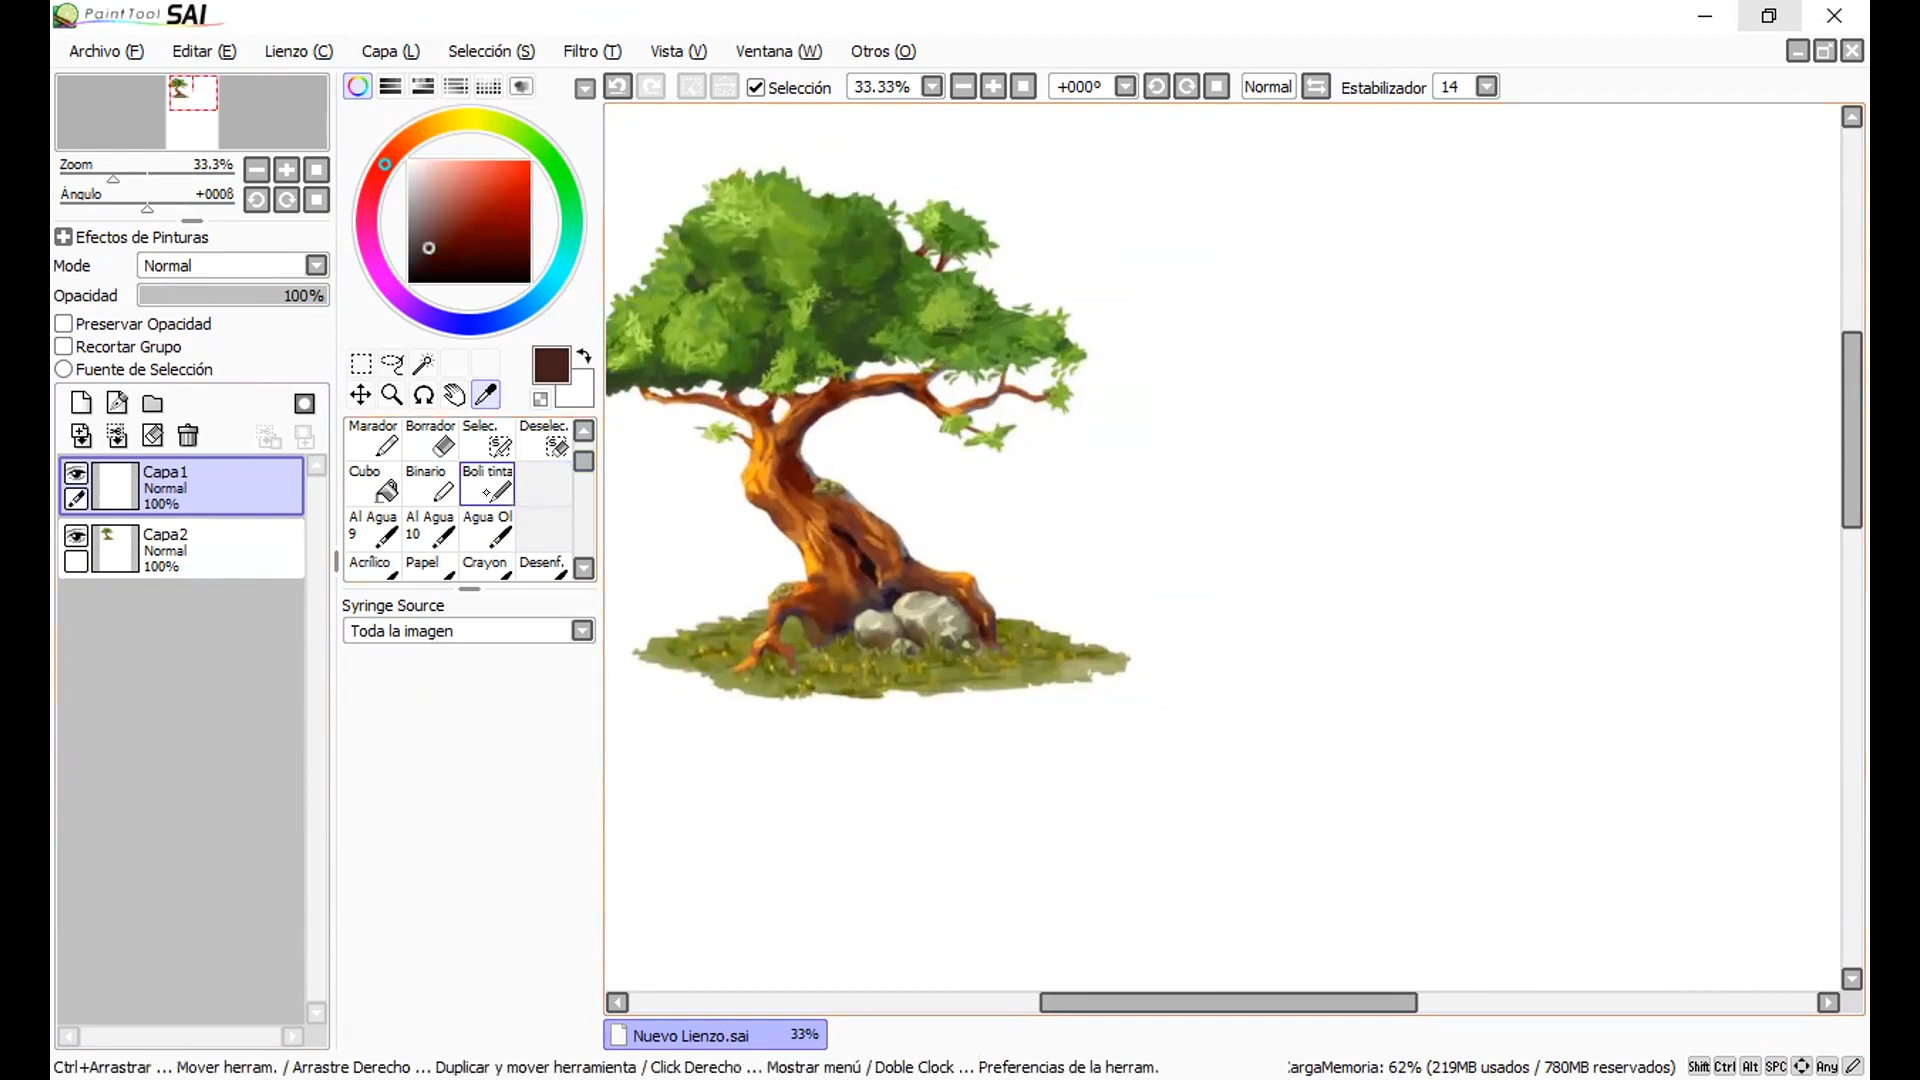 PaintTool SAI
Archivo (F) Editar (E) Lienzo (C) Capa (L) Selección (S) Filtro (T) Vista (V) Ventana (W) Otros (O)
Selección 33.33% +000º Normal Estabilizador 14
Zoom 33.3%
Ángulo +000ß
Efectos de Pinturas
Mode Normal
Opacidad 100%
Preservar Opacidad
Recortar Grupo
Fuente de Selección
Capa1
Normal
100%
Capa2
Normal
100%
Marador Borrador Selec. Deselec.
Cubo Binario Boli tinta
Al Agua 9 Al Agua 10 Agua Ol
Acrílico Papel Crayon Desenf.
Syringe Source
Toda la imagen
Nuevo Lienzo.sai 33%
Ctrl+Arrastrar ... Mover herram. / Arrastre Derecho ... Duplicar y mover herramienta / Click Derecho ... Mostrar menú / Doble Clock ... Preferencias de la herram.
CargaMemoria: 62% (219MB usados / 780MB reservados) Shift Ctrl Alt SPC Any